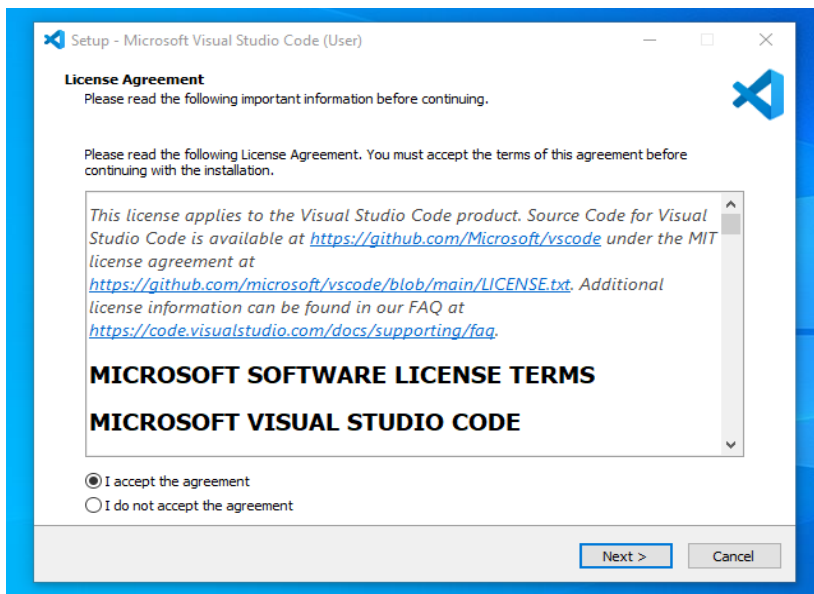 Setup - Microsoft Visual Studio Code (User)
License Agreement
Please read the following important information before continuing.
Please read the following License Agreement. You must accept the terms of this agreement before
continuing with the installation.
This license applies to the Visual Studio Code product. Source Code for Visual
Studio Code is available at https://github.com/Microsoft/vscode under the MIT
license agreement at
https://github.com/microsoft/vscode/blob/main/LICENSE.txt. Additional
license information can be found in our FAQ at
https://code.visualstudio.com/docs/supporting/faq.
MICROSOFT SOFTWARE LICENSE TERMS
MICROSOFT VISUAL STUDIO CODE
I accept the agreement
I do not accept the agreement
Next >
Cancel